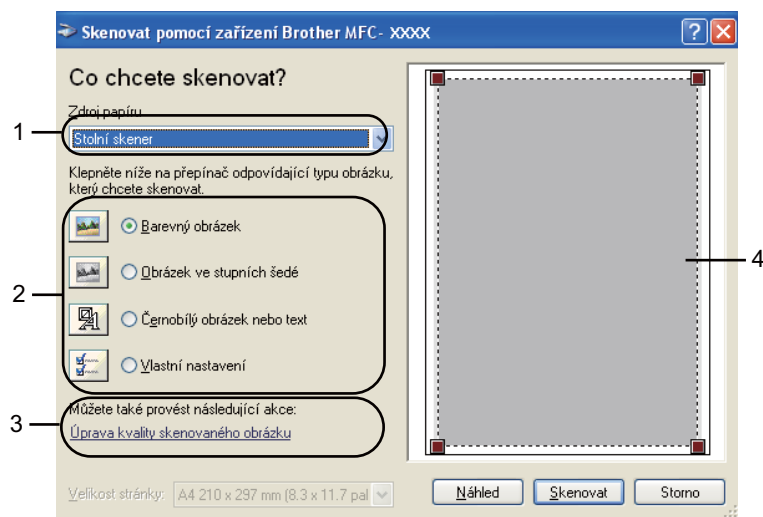 Skenovat pomocí zařízení Brother MFC- XXXX
Co chcete skenovat?
Zdroj papíru
1
Stolní skener
Klepněte níže na přepínač odpovídající typu obrázku,
který chcete skenovat.
Barevný obrázek
Obrázek ve stupních šedé
2
Černobílý obrázek nebo text
Vlastní nastavení
4
Můžete také provést následující akce:
3
Úprava kvality skenovaného obrázku
Velikost stránky: A4 210 x 297 mm (8.3 x 11.7 pal
Náhled Skenovat Storno